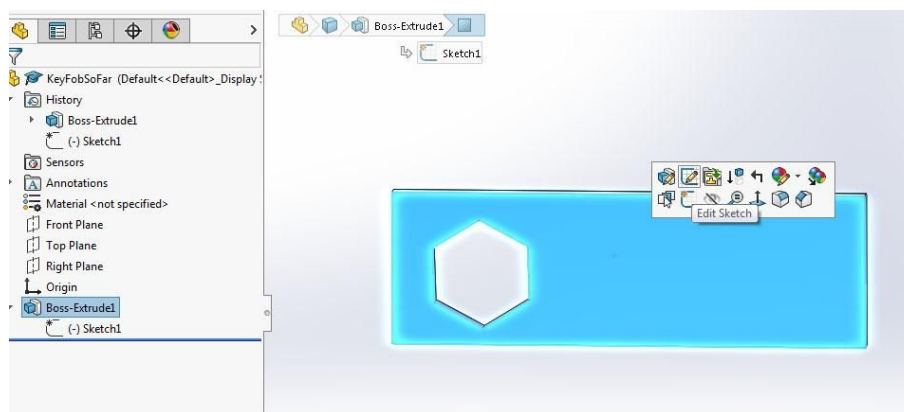 Boss-Extrude1
Sketch1
KeyFobSoFar (Default<<Default>_Display
History
Boss-Extrude1
(-) Sketch1
Sensors
Annotations
Material <not specified>
Front Plane
Top Plane
Right Plane
Origin
Boss-Extrude1
(-) Sketch1
Edit Sketch